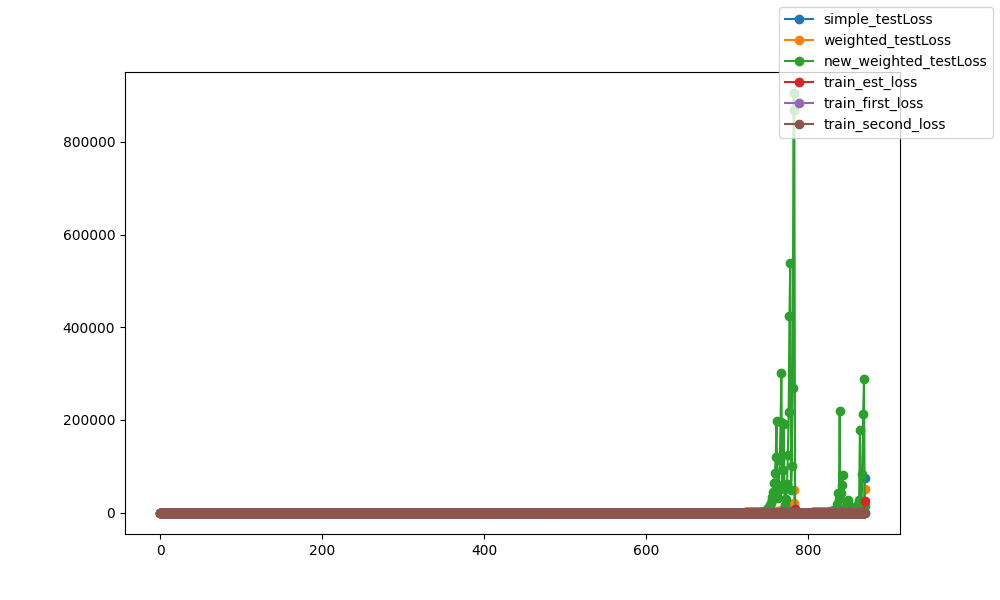 simple_testLoss
weighted_testLoss
new_weighted_testLoss
train_est_loss
train_first_loss
train_second_loss
800000
600000
400000
200000
0
0 200 400 600 800